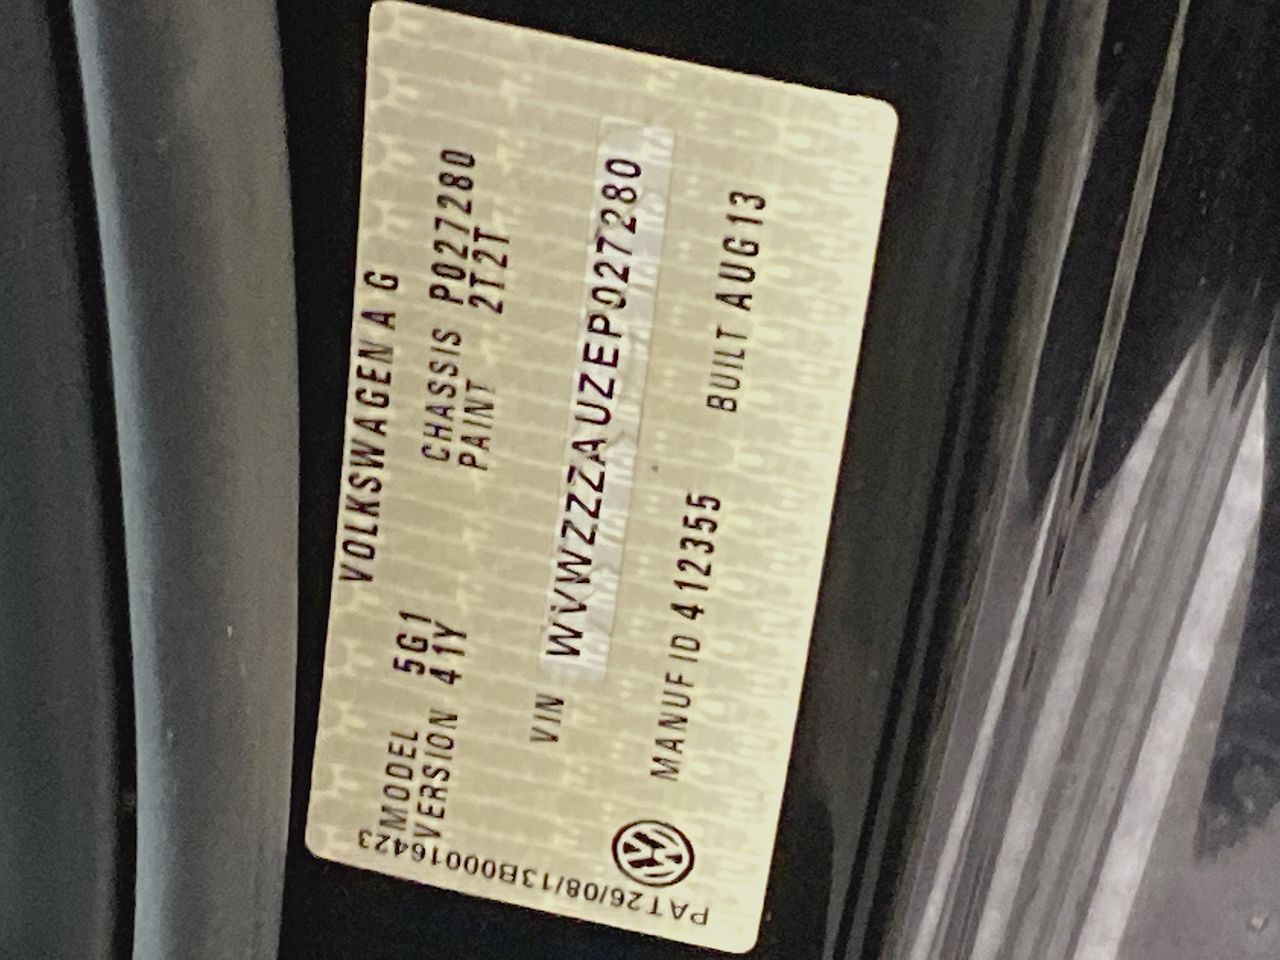 VOLKSWAGEN A G
MODEL 5G1 CHASSIS P027280
VERSION 41Y PAINT 2T2T
VIN WVWZZZAUZEP027280
MANUF ID 412355 BUILT AUG13
PAT26/08/13B00016423